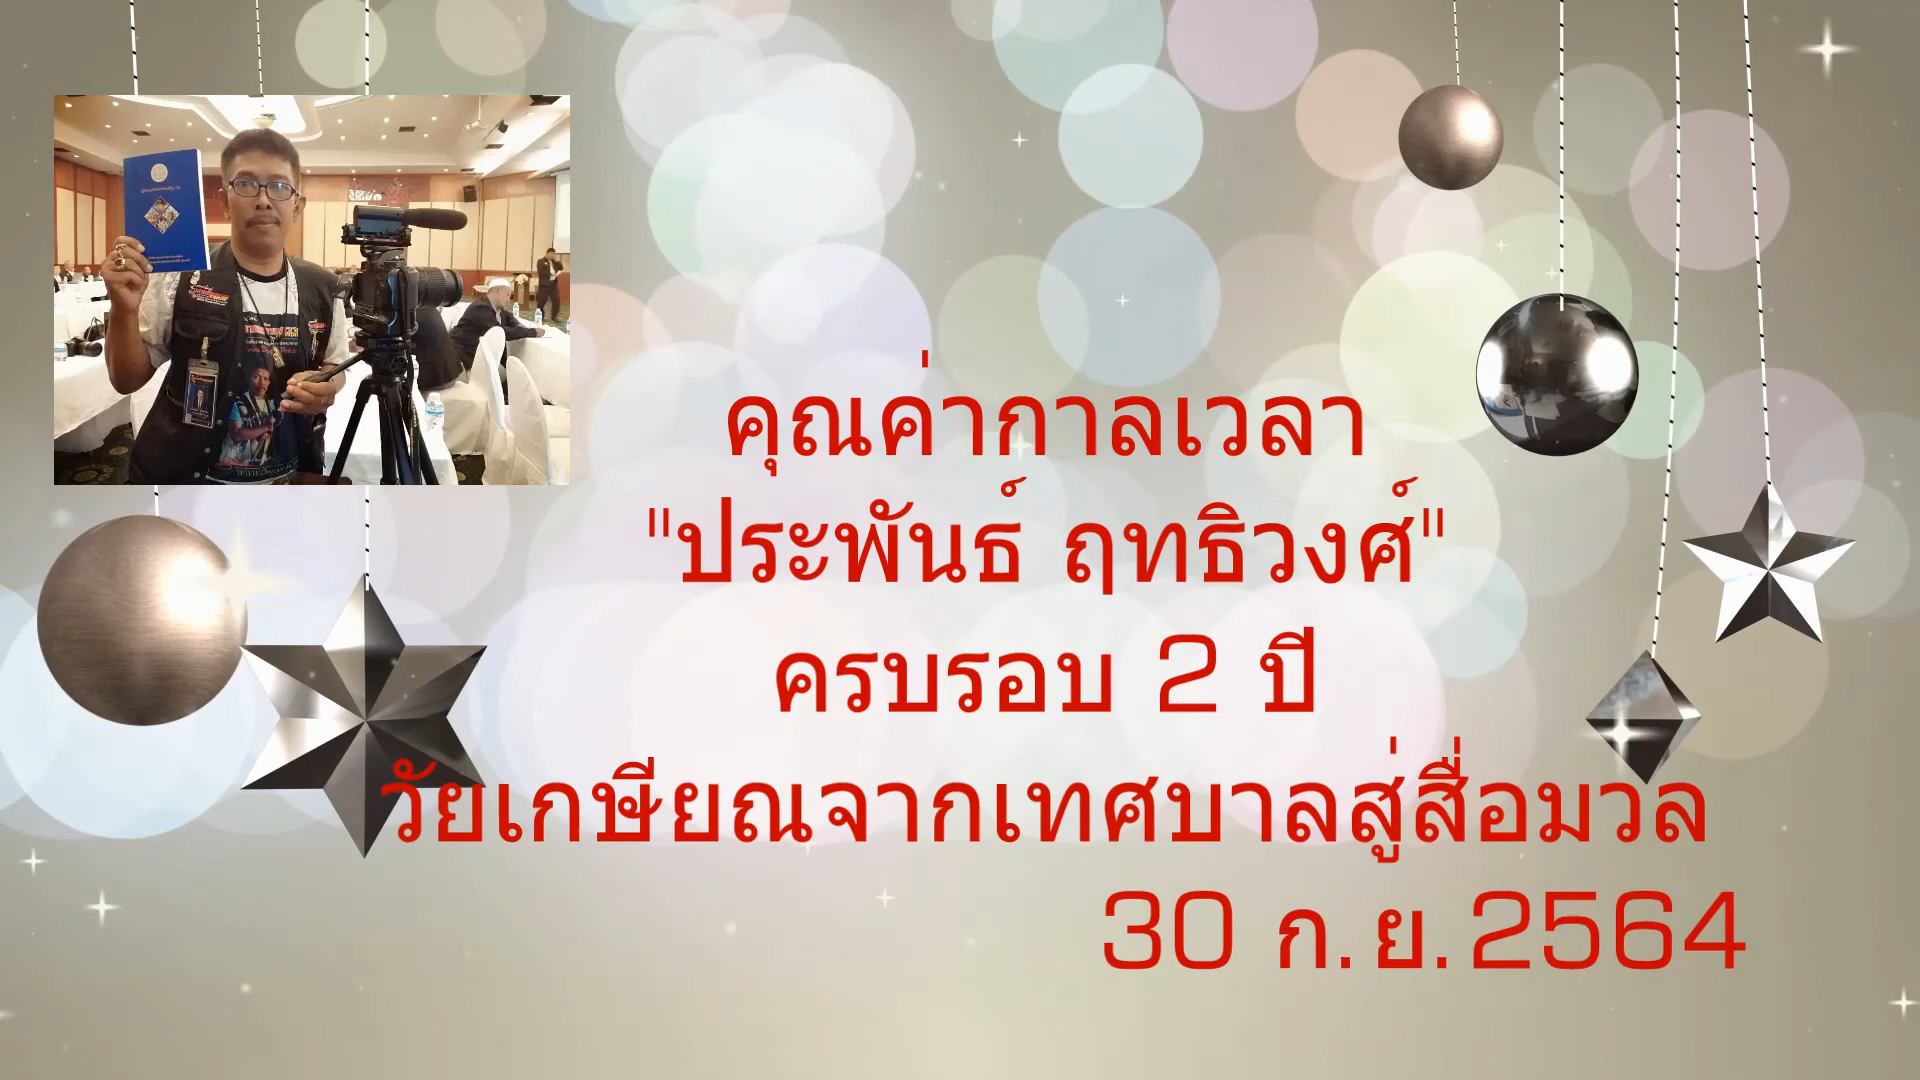 คุณค่ากาลเวลา
"ประพันธ์ ฤทธิวงศ์"
ครบรอบ 2 ปี
วัยเกษียณจากเทศบาลสู่สื่อมวล
30 ก.ย.2564